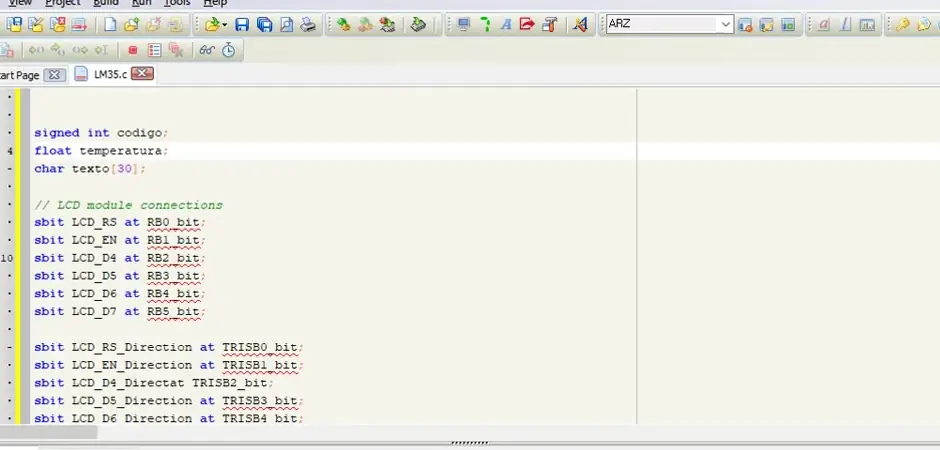 View Project Build Run Tools Help
ARZ
Start Page LM35.c
signed int codigo;
4 float temperatura;
char texto[30];
// LCD module connections
sbit LCD_RS at RB0_bit;
sbit LCD_EN at RB1_bit;
10 sbit LCD_D4 at RB2_bit;
sbit LCD_D5 at RB3_bit;
sbit LCD_D6 at RB4_bit;
sbit LCD_D7 at RB5_bit;
sbit LCD_RS_Direction at TRISB0_bit;
sbit LCD_EN_Direction at TRISB1_bit;
sbit LCD_D4_Directat TRISB2_bit;
sbit LCD_D5_Direction at TRISB3_bit;
sbit LCD_D6_Direction at TRISB4_bit;